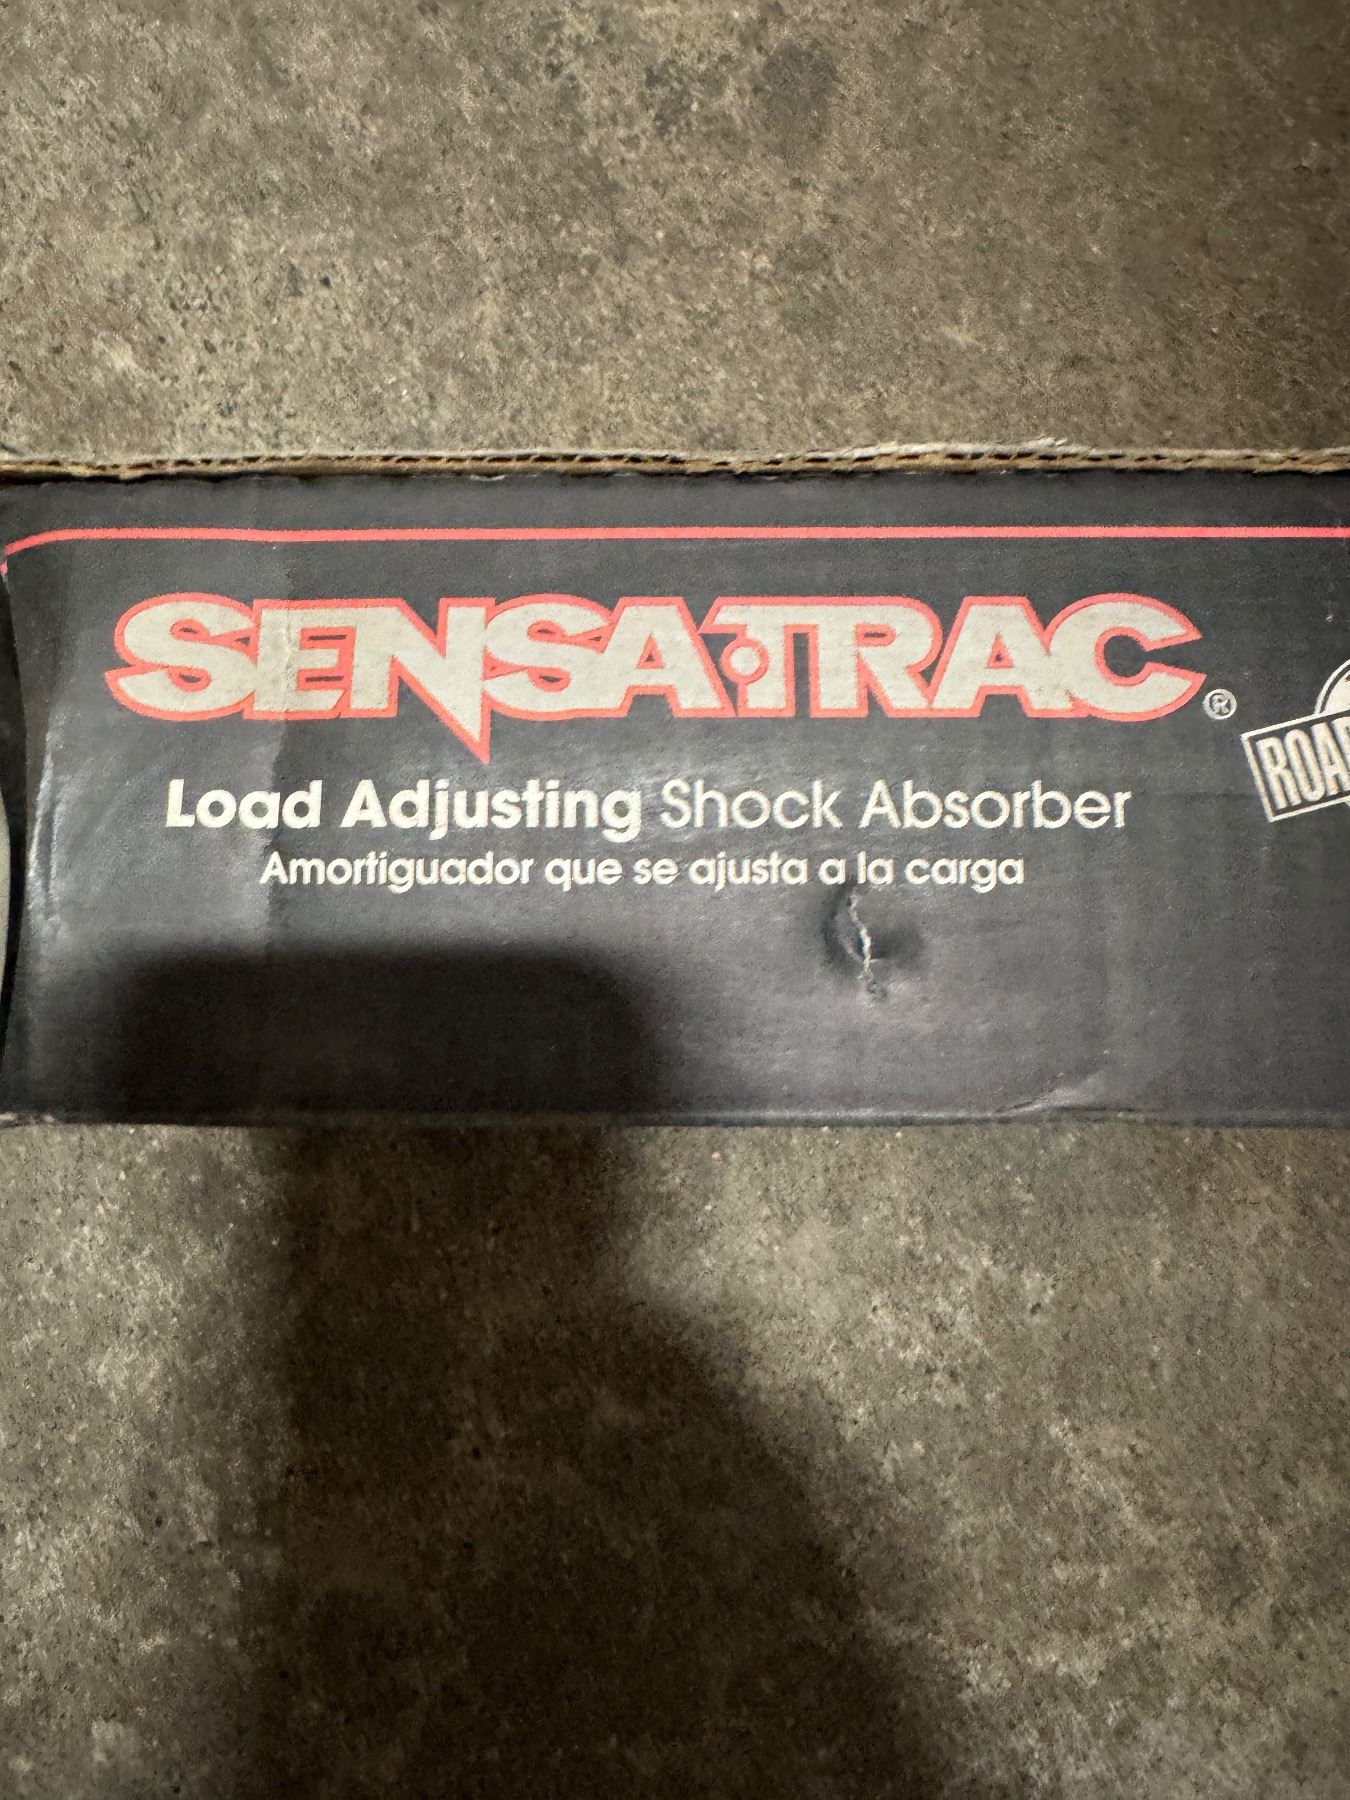 SENSA-TRAC®
Load Adjusting Shock Absorber
Amortiguador que se ajusta a la carga